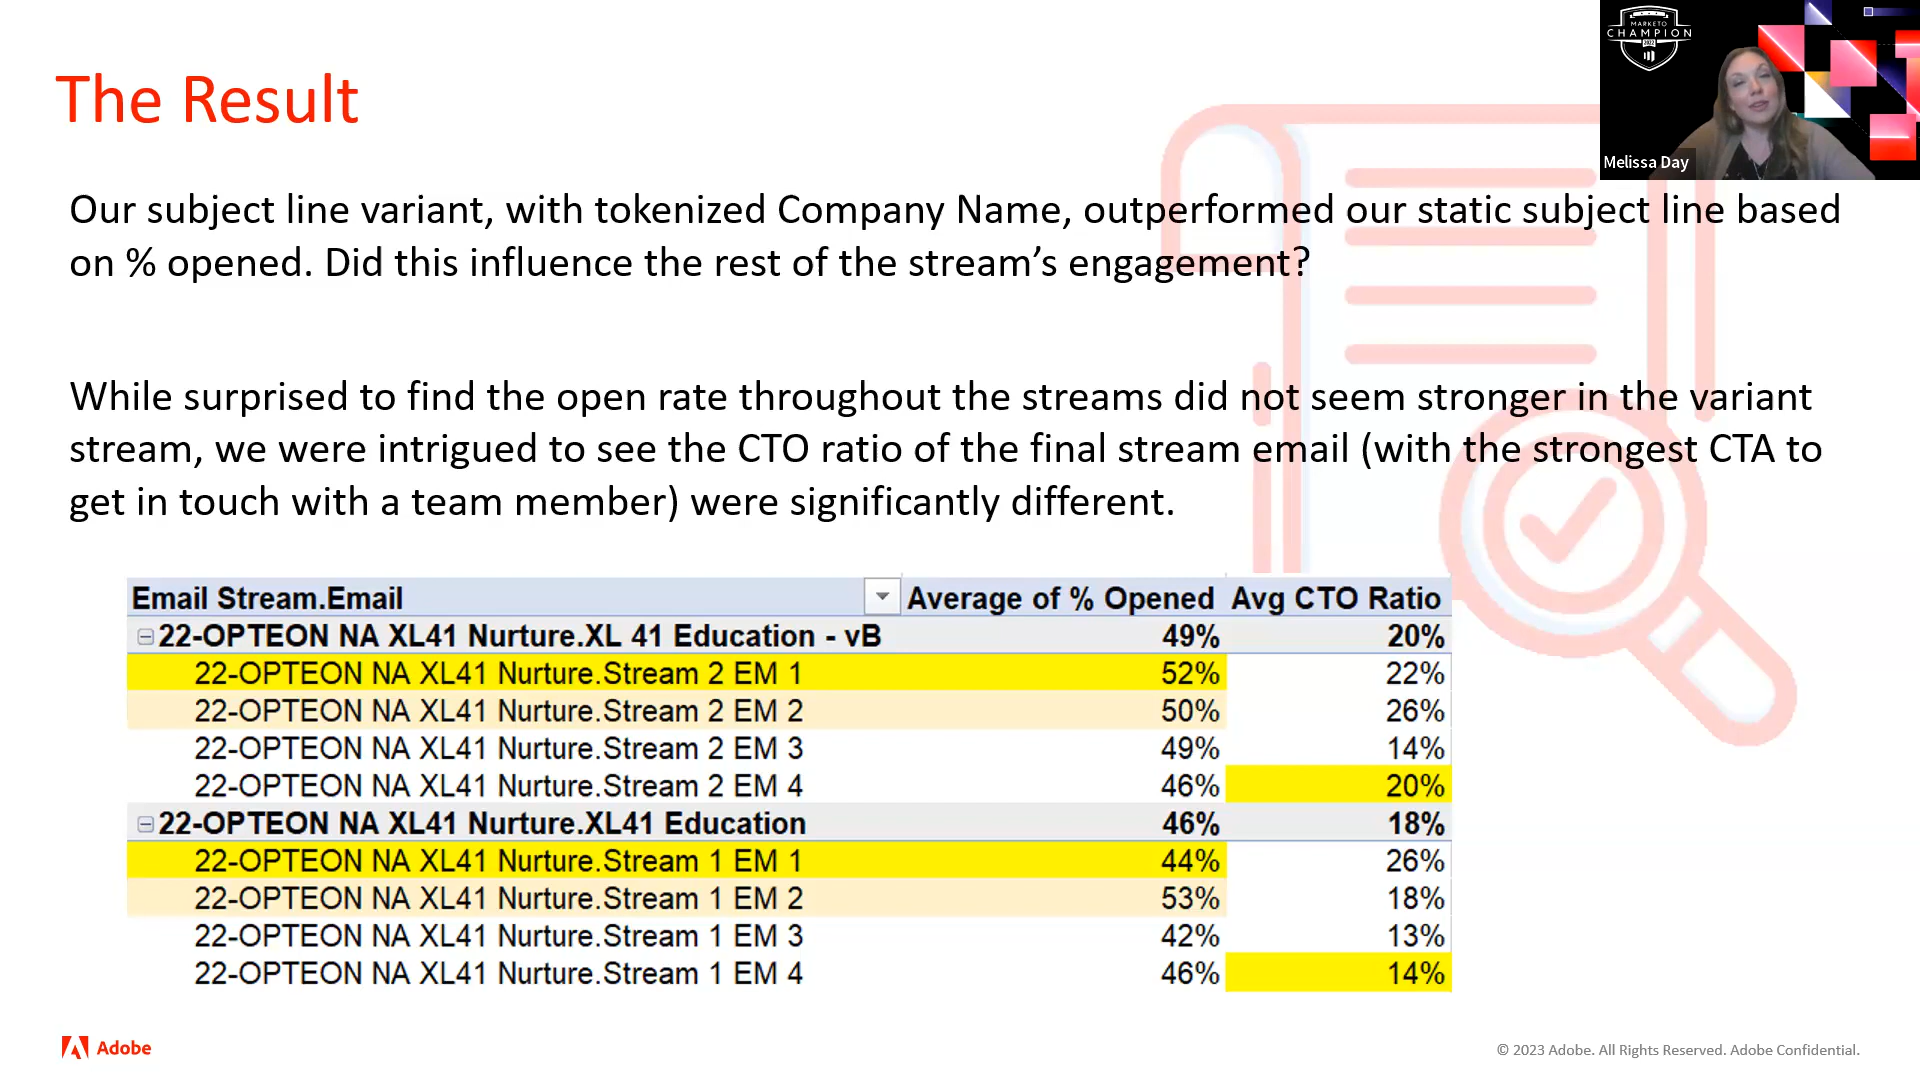 The Result
MARKETO
CHAMPION
2022
Melissa Day
Our subject line variant, with tokenized Company Name, outperformed our static subject line based
on % opened. Did this influence the rest of the stream’s engagement?
While surprised to find the open rate throughout the streams did not seem stronger in the variant
stream, we were intrigued to see the CTO ratio of the final stream email (with the strongest CTA to
get in touch with a team member) were significantly different.
Email Stream.Email Average of % Opened Avg CTO Ratio
22-OPTEON NA XL41 Nurture.XL 41 Education - vB 49% 20%
22-OPTEON NA XL41 Nurture.Stream 2 EM 1 52% 22%
22-OPTEON NA XL41 Nurture.Stream 2 EM 2 50% 26%
22-OPTEON NA XL41 Nurture.Stream 2 EM 3 49% 14%
22-OPTEON NA XL41 Nurture.Stream 2 EM 4 46% 20%
22-OPTEON NA XL41 Nurture.XL41 Education 46% 18%
22-OPTEON NA XL41 Nurture.Stream 1 EM 1 44% 26%
22-OPTEON NA XL41 Nurture.Stream 1 EM 2 53% 18%
22-OPTEON NA XL41 Nurture.Stream 1 EM 3 42% 13%
22-OPTEON NA XL41 Nurture.Stream 1 EM 4 46% 14%
Adobe
© 2023 Adobe. All Rights Reserved. Adobe Confidential.